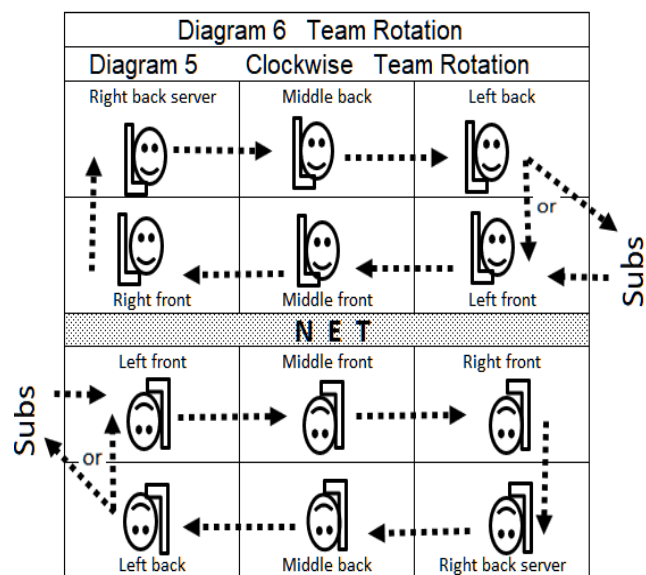 Diagram 6 Team Rotation
Diagram 5 Clockwise Team Rotation
Right back server Middle back Left back
or
Subs
Right front Middle front Left front
N E T
Left front Middle front Right front
Subs
or
Left back Middle back Right back server